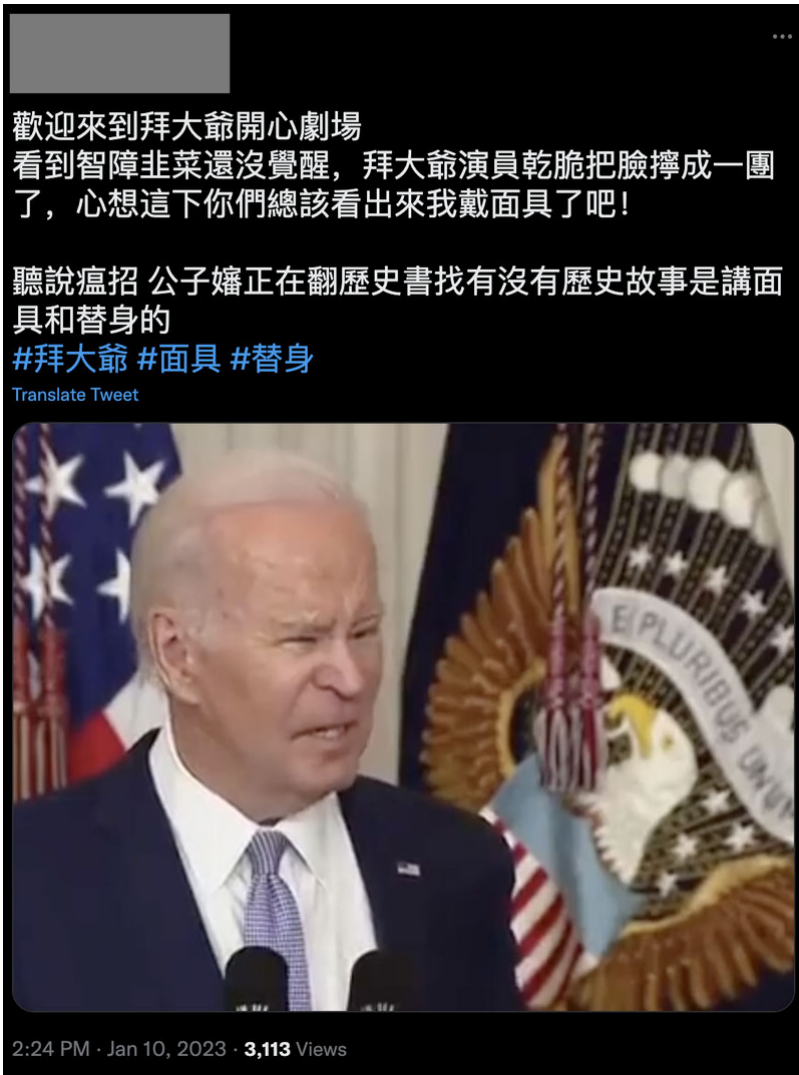 歡迎來到拜大爺開心劇場
看到智障韭菜還沒覺醒，拜大爺演員乾脆把臉擰成一團
了，心想這下你們總該看出來我戴面具了吧！
聽說瘟招 公子嬸正在翻歷史書找有沒有歷史故事是講面
具和替身的
#拜大爺 #面具 #替身
Translate Tweet
E PLURIBUS UNUM
2:24 PM · Jan 10, 2023 · 3,113 Views